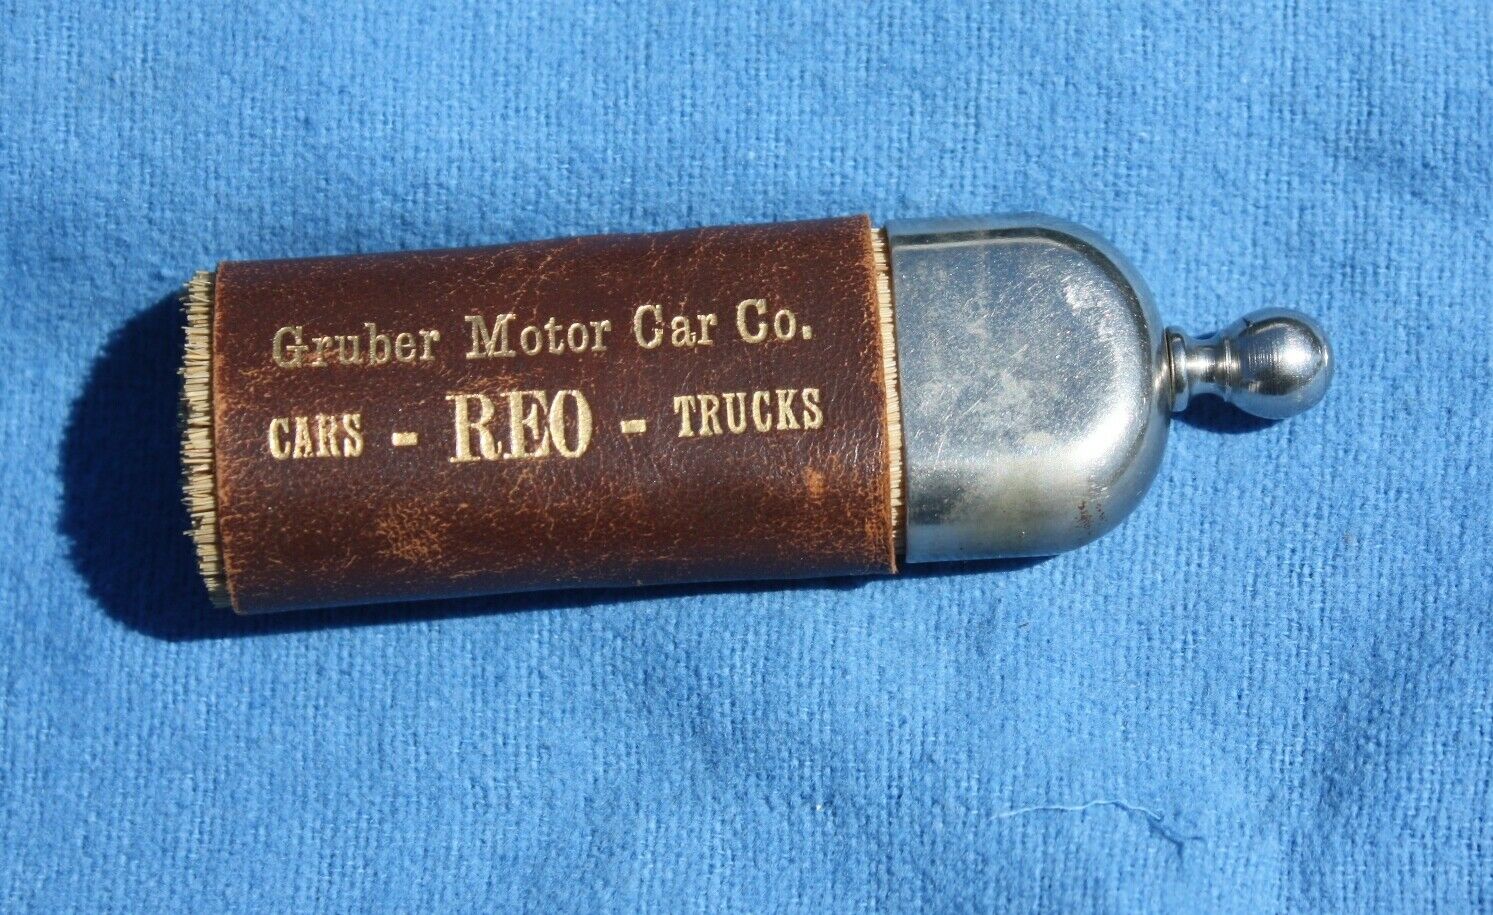 Gruber Motor Car Co.
CARS - REO - TRUCKS